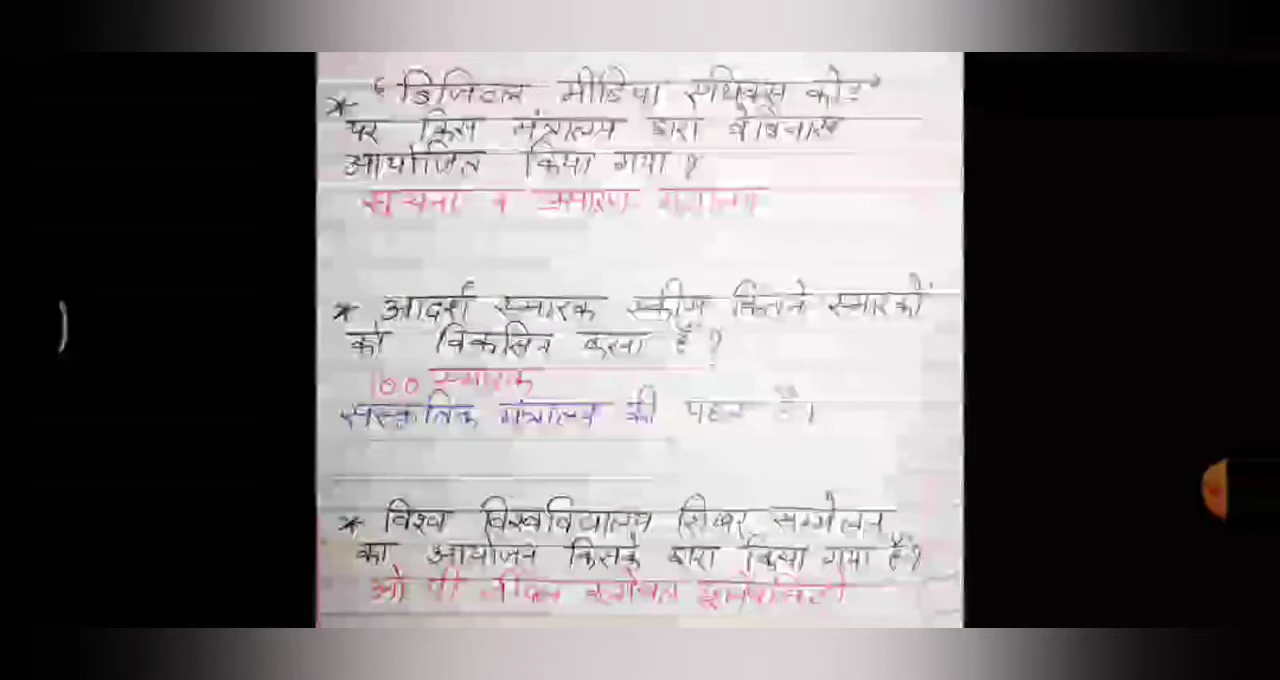 * "डिजिटल मीडिया एथिक्स कोड"
पर किस मंत्रालय द्वारा वेबिनार
आयोजित किया गया ?
सूचना व प्रसारण मंत्रालय
* आदर्श स्मारक स्कीम कितने स्मारकों
को विकसित करना है ?
100 स्मारक
संस्कृतिक मंत्रालय की पहल है।
* विश्व विश्वविद्यालय शिखर सम्मेलन
का आयोजन किसके द्वारा किया गया है ?
ओ पी जिंदल ग्लोबल यूनिवर्सिटी